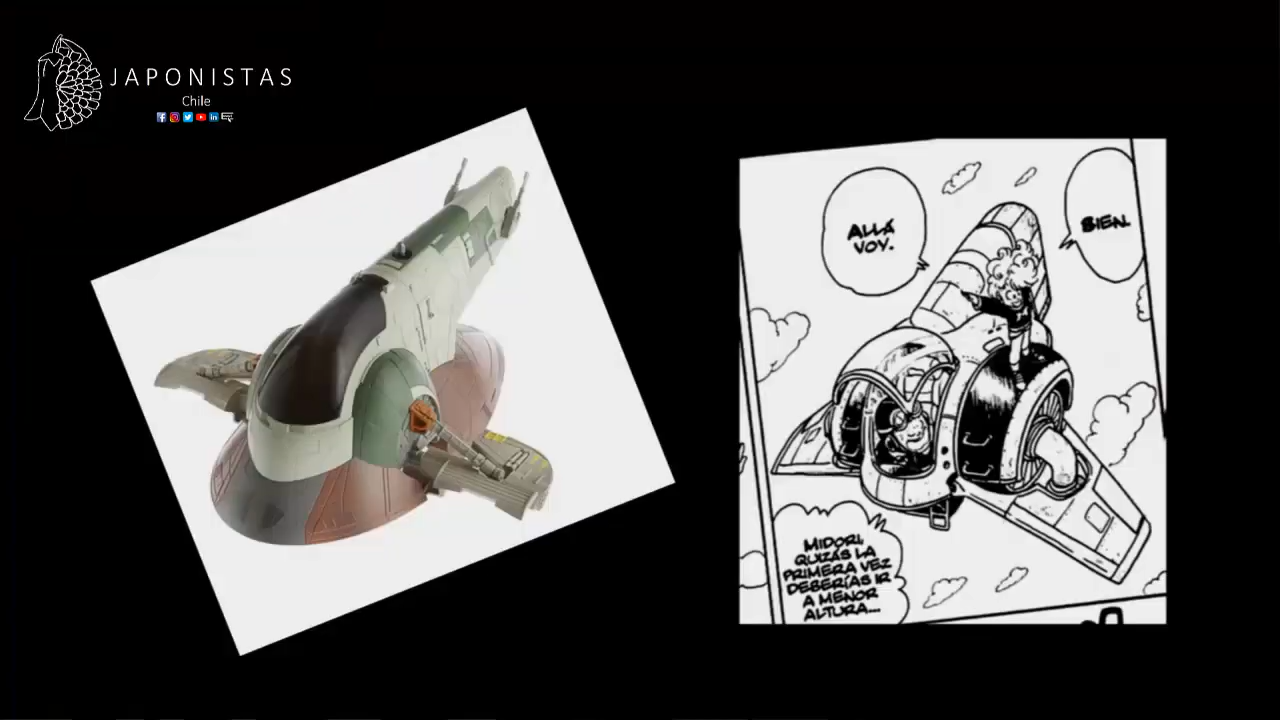 JAPONISTAS
Chile
ALLÁ
VOY.
BIEN.
MIDORI,
QUIZÁS LA
PRIMERA VEZ
DEBERÍAS IR
A MENOR
ALTURA...